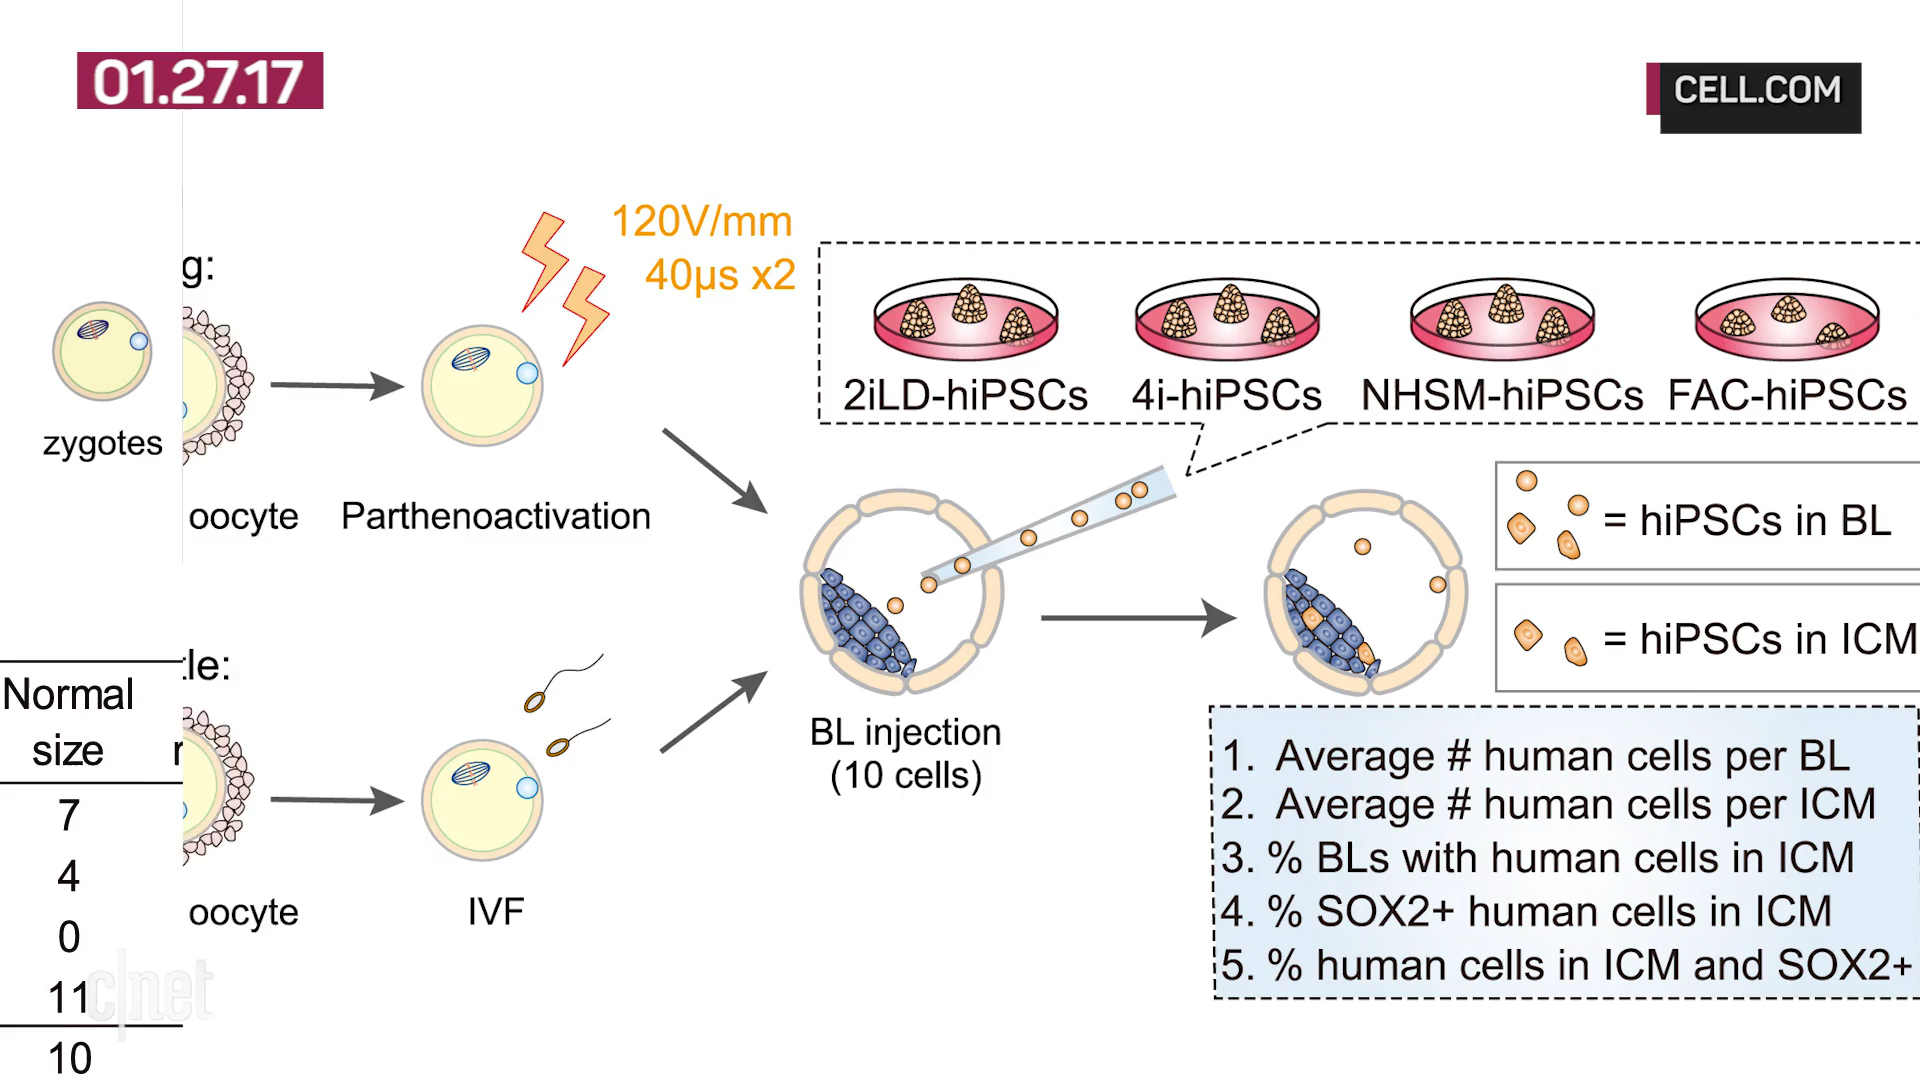 01.27.17
CELL.COM
120V/mm
40µs x2
g:
zygotes
oocyte
Parthenoactivation
2iLD-hiPSCs
4i-hiPSCs
NHSM-hiPSCs
FAC-hiPSCs
= hiPSCs in BL
= hiPSCs in ICM
tle:
Normal
size
r
7
4
0
11
10
oocyte
IVF
BL injection
(10 cells)
1. Average # human cells per BL
2. Average # human cells per ICM
3. % BLs with human cells in ICM
4. % SOX2+ human cells in ICM
5. % human cells in ICM and SOX2+
c|net